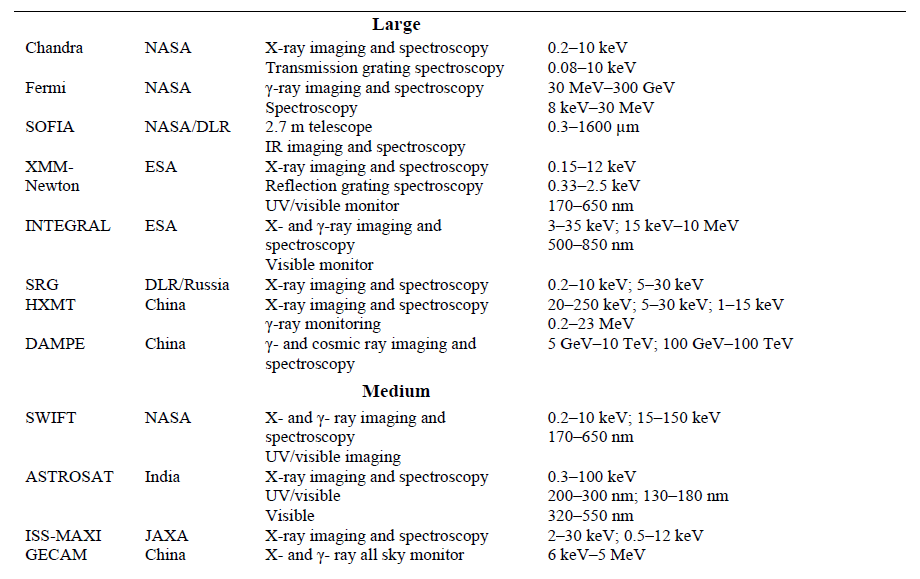 Large
Chandra NASA X-ray imaging and spectroscopy 0.2–10 keV
Transmission grating spectroscopy 0.08–10 keV
Fermi NASA γ-ray imaging and spectroscopy 30 MeV–300 GeV
Spectroscopy 8 keV–30 MeV
SOFIA NASA/DLR 2.7 m telescope 0.3–1600 µm
IR imaging and spectroscopy
XMM- ESA X-ray imaging and spectroscopy 0.15–12 keV
Newton Reflection grating spectroscopy 0.33–2.5 keV
UV/visible monitor 170–650 nm
INTEGRAL ESA X- and γ-ray imaging and 3–35 keV; 15 keV–10 MeV
spectroscopy 500–850 nm
Visible monitor
SRG DLR/Russia X-ray imaging and spectroscopy 0.2–10 keV; 5–30 keV
HXMT China X-ray imaging and spectroscopy 20–250 keV; 5–30 keV; 1–15 keV
γ-ray monitoring 0.2–23 MeV
DAMPE China γ- and cosmic ray imaging and 5 GeV–10 TeV; 100 GeV–100 TeV
spectroscopy
Medium
SWIFT NASA X- and γ- ray imaging and 0.2–10 keV; 15–150 keV
spectroscopy 170–650 nm
UV/visible imaging
ASTROSAT India X-ray imaging and spectroscopy 0.3–100 keV
UV/visible 200–300 nm; 130–180 nm
Visible 320–550 nm
ISS-MAXI JAXA X-ray imaging and spectroscopy 2–30 keV; 0.5–12 keV
GECAM China X- and γ- ray all sky monitor 6 keV–5 MeV